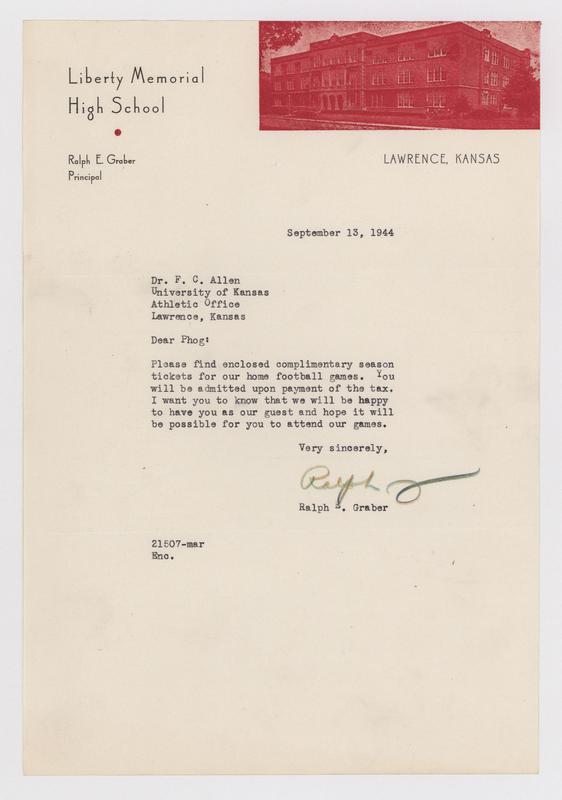 Liberty Memorial
High School
Ralph E. Graber
Principal
LAWRENCE, KANSAS
September 13, 1944
Dr. F. C. Allen
University of Kansas
Athletic Office
Lawrence, Kansas
Dear Phog:
Please find enclosed complimentary season
tickets for our home football games. You
will be admitted upon payment of the tax.
I want you to know that we will be happy
to have you as our guest and hope it will
be possible for you to attend our games.
Very sincerely,
Ralph
Ralph E. Graber
21507-mar
Enc.